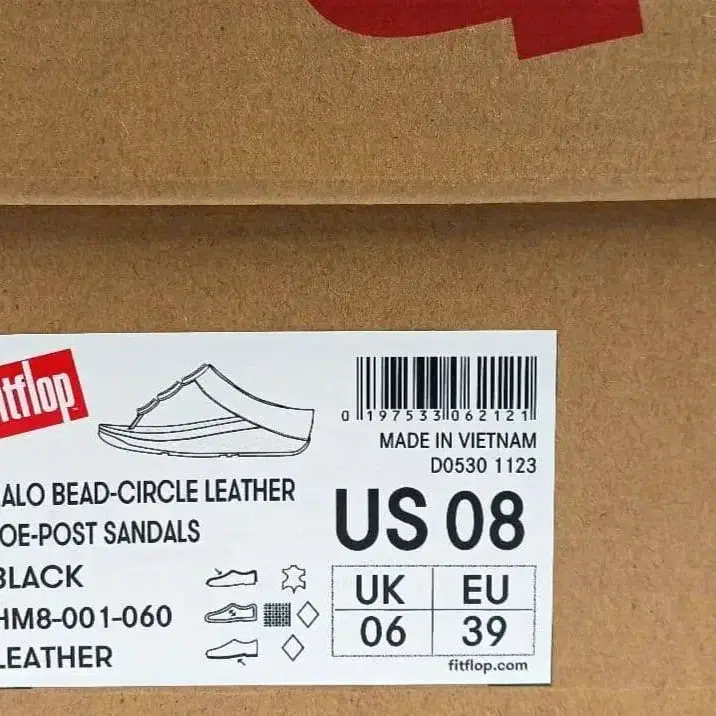 fitflop
0 197533 062121
MADE IN VIETNAM
D0530 1123
ALO BEAD-CIRCLE LEATHER
OE-POST SANDALS
BLACK
HM8-001-060
LEATHER
US 08
UK EU
06 39
fitflop.com